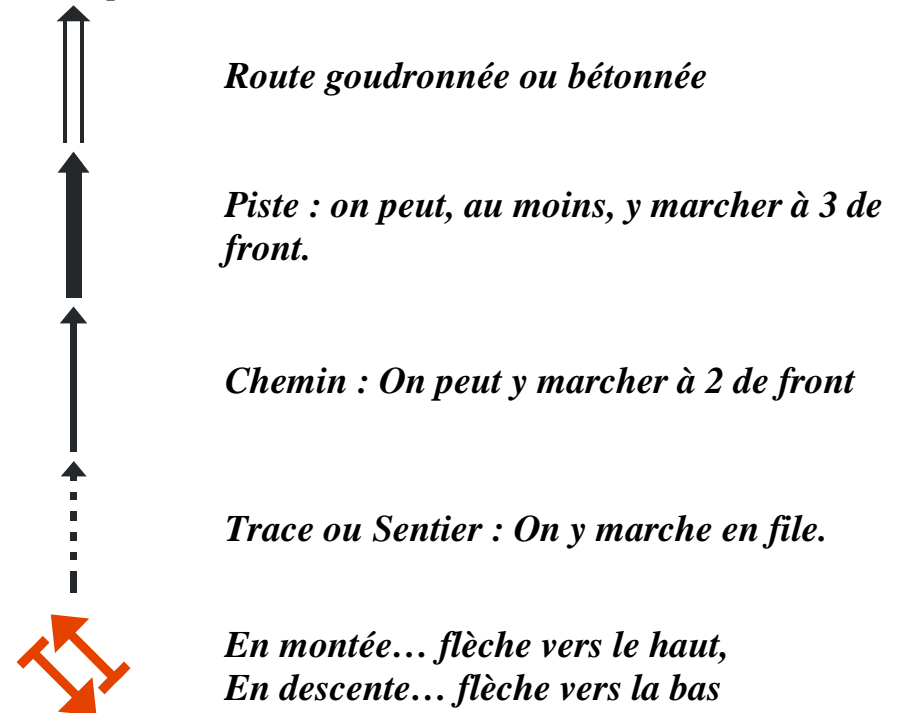 Route goudronnée ou bétonnée
Piste : on peut, au moins, y marcher à 3 de
front.
Chemin : On peut y marcher à 2 de front
Trace ou Sentier : On y marche en file.
En montée… flèche vers le haut,
En descente… flèche vers la bas